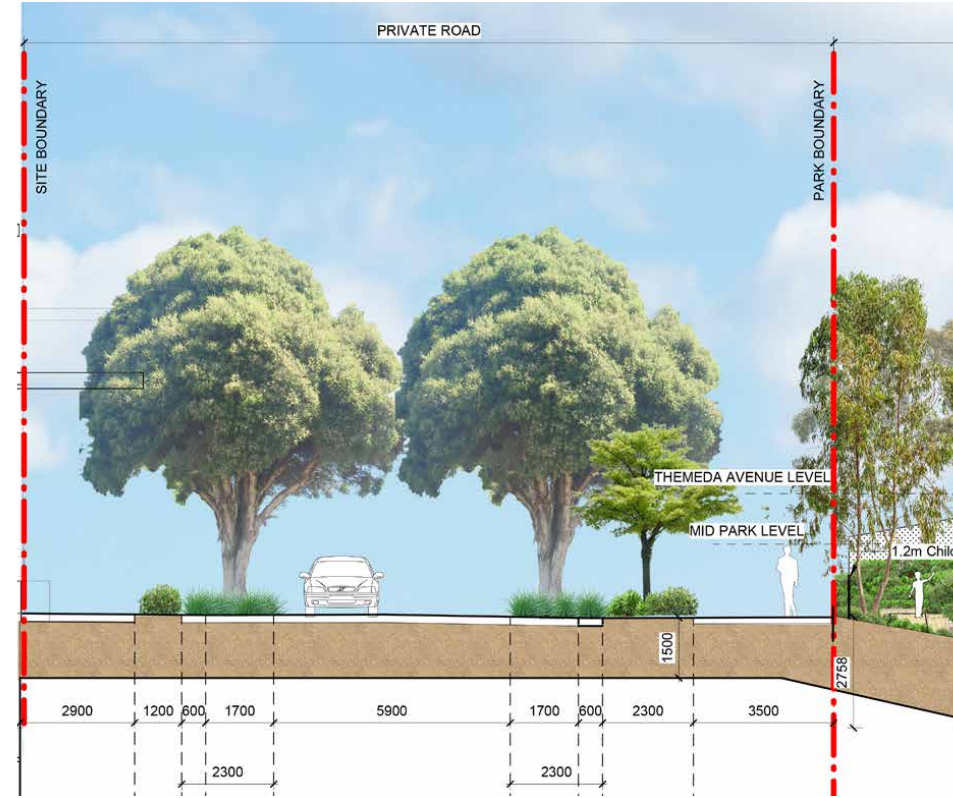 PRIVATE ROAD
SITE BOUNDARY
PARK BOUNDARY
THEMEDA AVENUE LEVEL
MID PARK LEVEL
1.2m Chil
1500
2758
2900 1200 600 1700 5900 1700 600 2300 3500
2300 2300